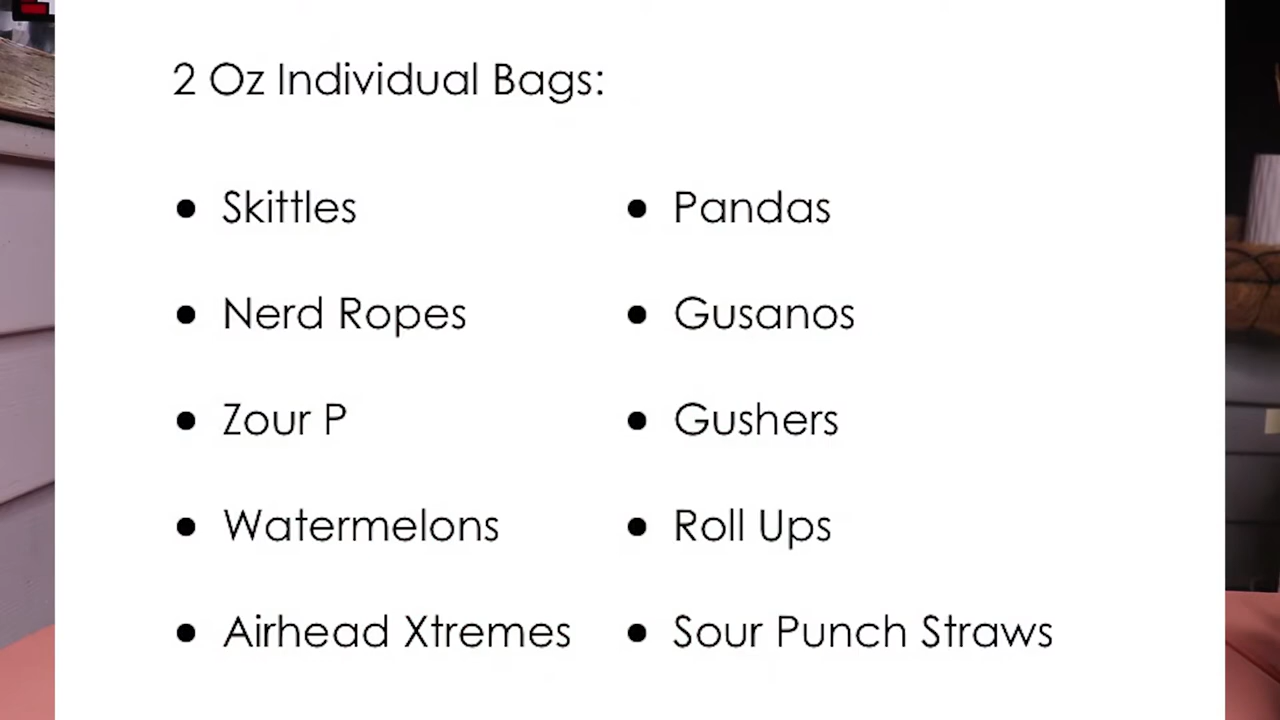 2 Oz Individual Bags:
● Skittles
● Nerd Ropes
● Zour P
● Watermelons
● Airhead Xtremes
● Pandas
● Gusanos
● Gushers
● Roll Ups
● Sour Punch Straws